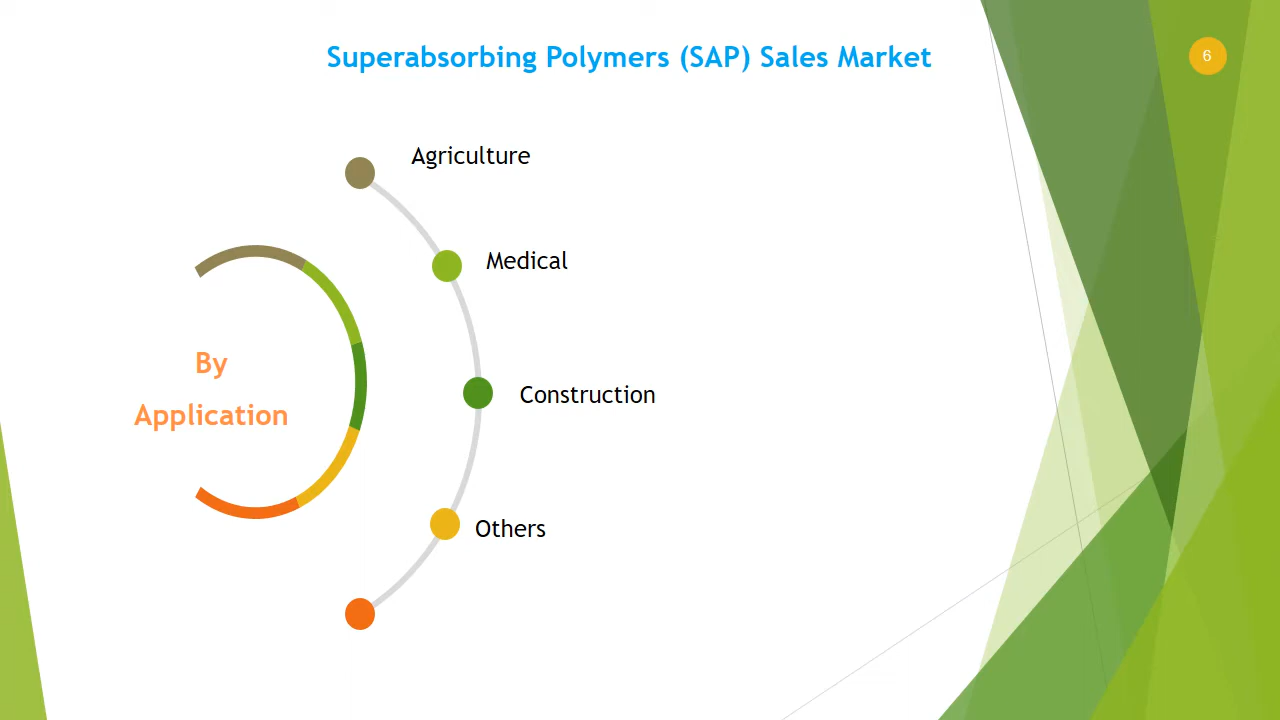 Superabsorbing Polymers (SAP) Sales Market
6
Agriculture
Medical
By
Application
Construction
Others